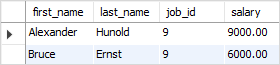 first_name last_name job_id salary
Alexander Hunold 9 9000.00
Bruce Ernst 9 6000.00